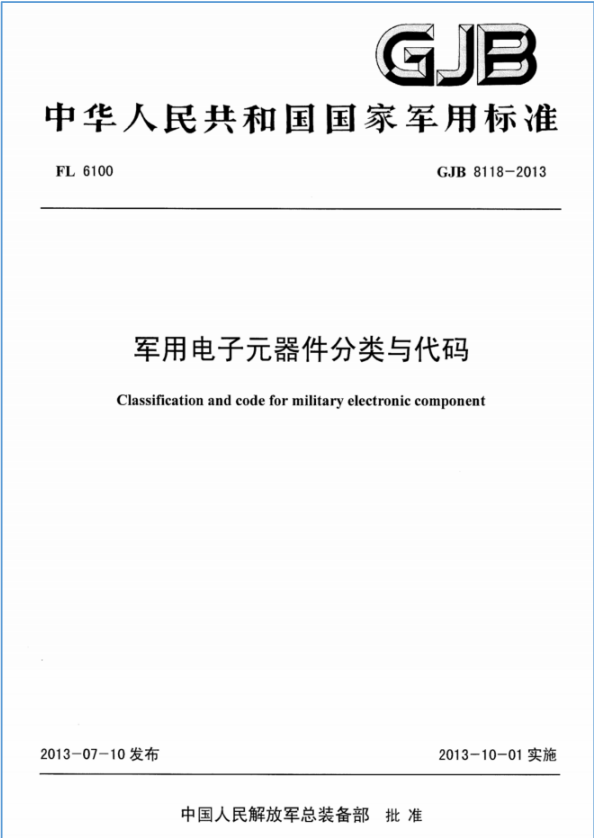 GJB
中华人民共和国国家军用标准
FL 6100
GJB 8118-2013
军用电子元器件分类与代码
Classification and code for military electronic component
2013-07-10 发布
2013-10-01 实施
中国人民解放军总装备部 批 准